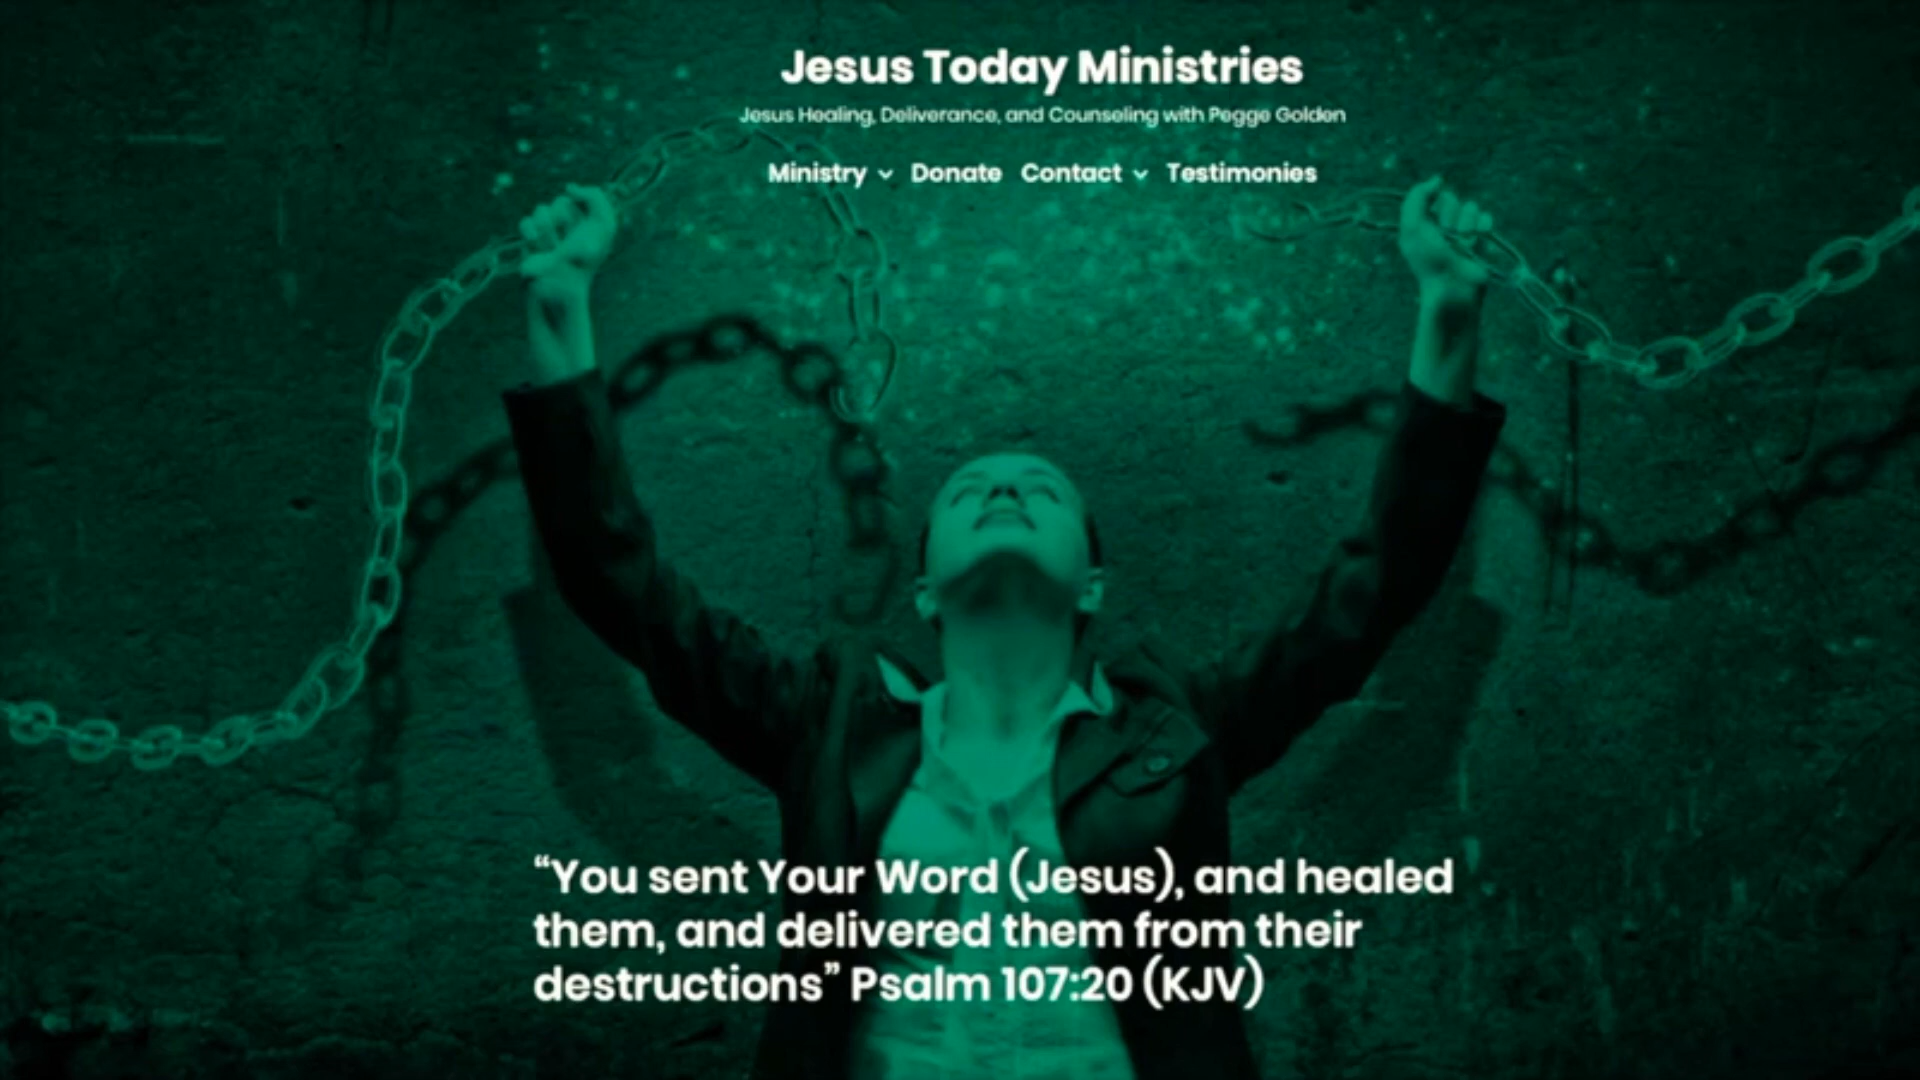 Jesus Today Ministries
Jesus Healing, Deliverance, and Counseling with Pegge Golden
Ministry Donate Contact Testimonies
“You sent Your Word (Jesus), and healed
them, and delivered them from their
destructions” Psalm 107:20 (KJV)